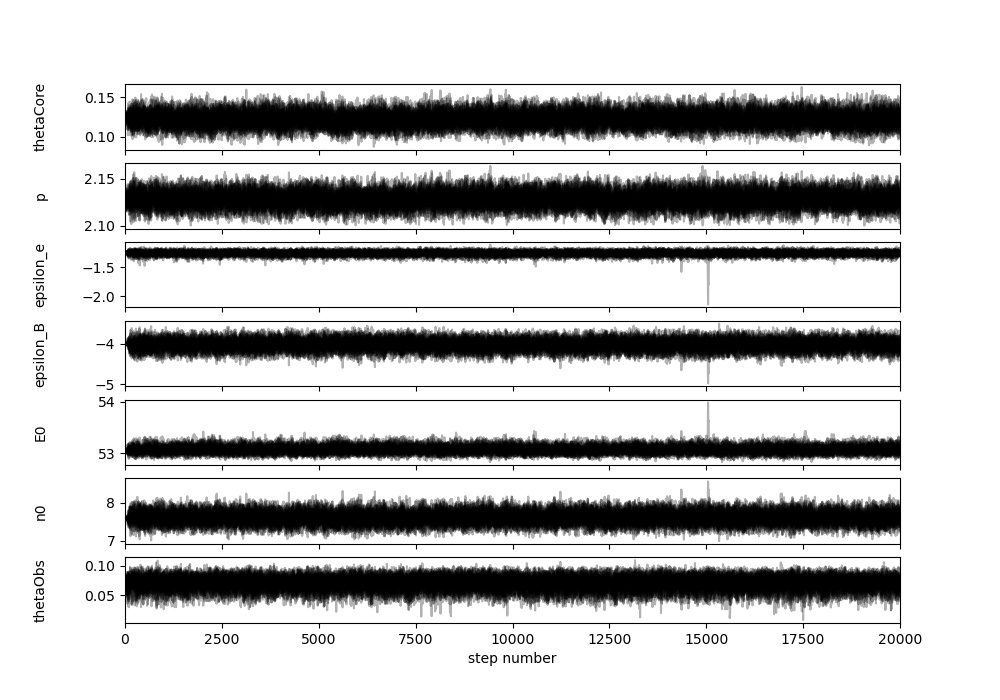 thetaCore
0.15
0.10
p
2.15
2.10
epsilon_e
−1.5
−2.0
epsilon_B
−4
−5
E0
54
53
n0
8
7
thetaObs
0.10
0.05
0 2500 5000 7500 10000 12500 15000 17500 20000
step number